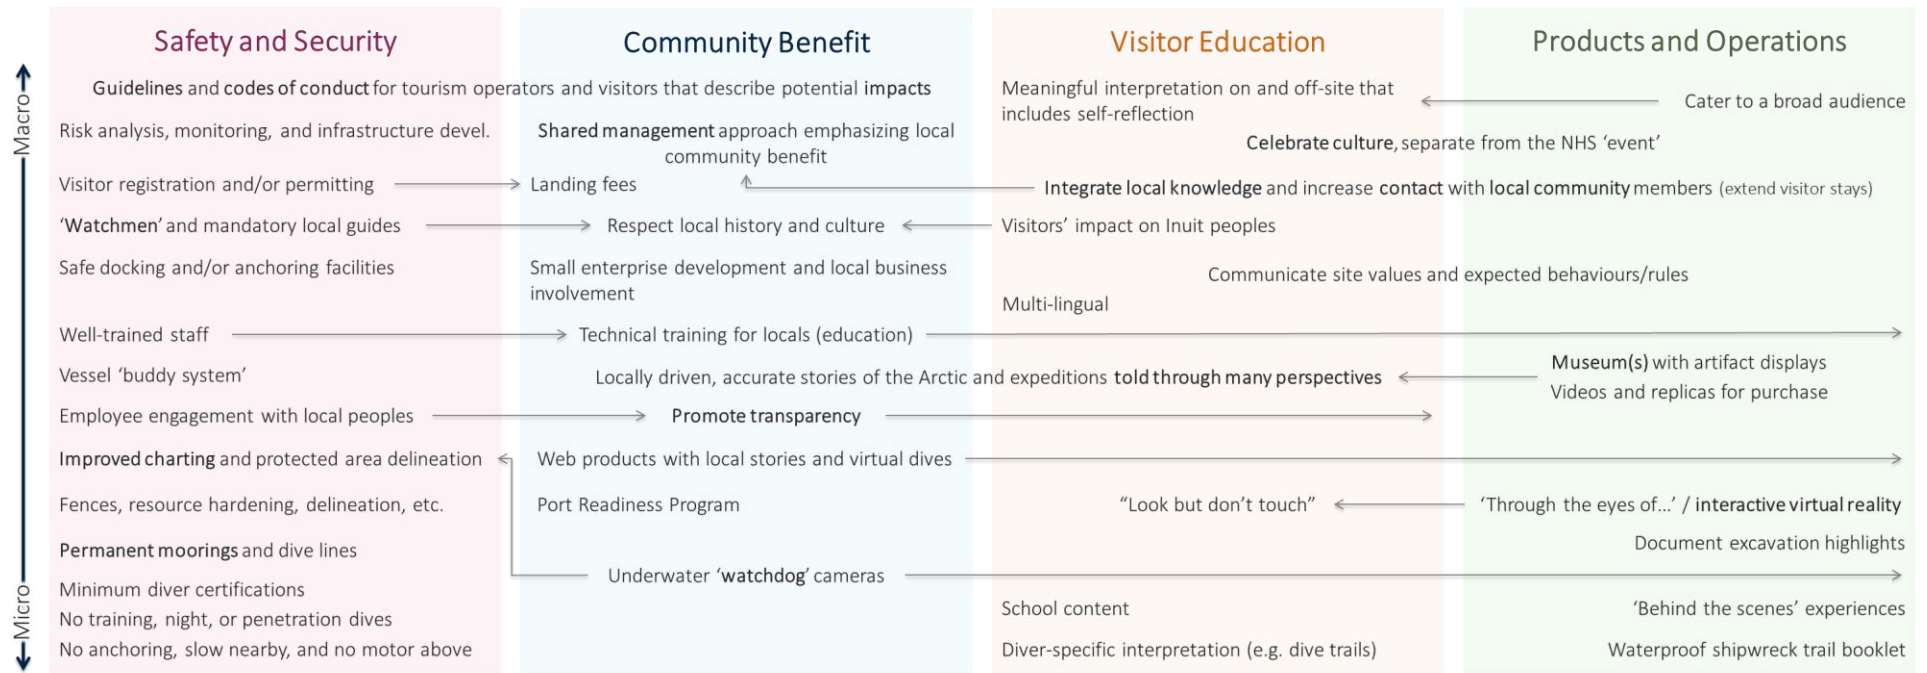 Safety and Security
Community Benefit
Visitor Education
Products and Operations
Macro
Micro
Guidelines and codes of conduct for tourism operators and visitors that describe potential impacts
Meaningful interpretation on and off-site that
includes self-reflection
Cater to a broad audience
Risk analysis, monitoring, and infrastructure devel.
Shared management approach emphasizing local
community benefit
Celebrate culture, separate from the NHS ‘event’
Visitor registration and/or permitting
Landing fees
Integrate local knowledge and increase contact with local community members (extend visitor stays)
‘Watchmen’ and mandatory local guides
Respect local history and culture
Visitors’ impact on Inuit peoples
Safe docking and/or anchoring facilities
Small enterprise development and local business
involvement
Communicate site values and expected behaviours/rules
Multi-lingual
Well-trained staff
Technical training for locals (education)
Vessel ‘buddy system’
Locally driven, accurate stories of the Arctic and expeditions told through many perspectives
Museum(s) with artifact displays
Videos and replicas for purchase
Employee engagement with local peoples
Promote transparency
Improved charting and protected area delineation
Web products with local stories and virtual dives
Fences, resource hardening, delineation, etc.
Port Readiness Program
“Look but don’t touch”
‘Through the eyes of...’ / interactive virtual reality
Permanent moorings and dive lines
Document excavation highlights
Underwater ‘watchdog’ cameras
Minimum diver certifications
No training, night, or penetration dives
School content
‘Behind the scenes’ experiences
No anchoring, slow nearby, and no motor above
Diver-specific interpretation (e.g. dive trails)
Waterproof shipwreck trail booklet